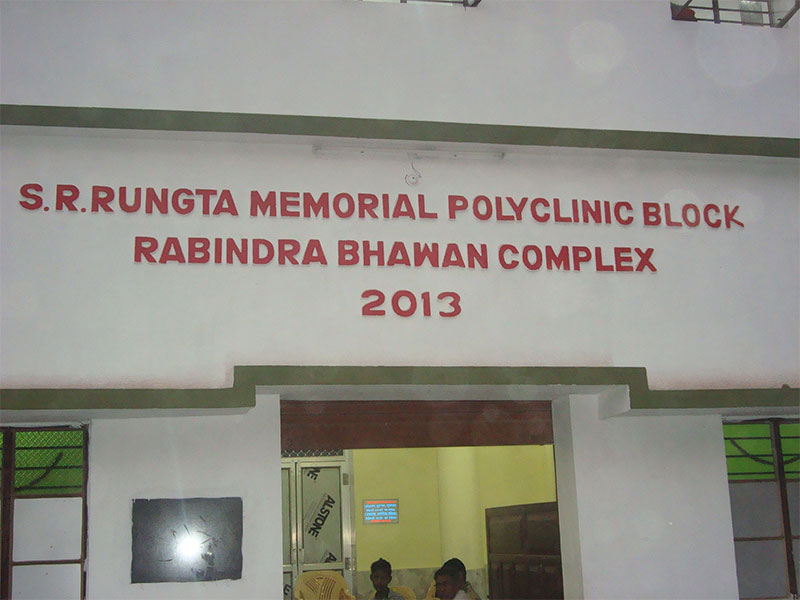 S.R.RUNGTA MEMORIAL POLYCLINIC BLOCK
RABINDRA BHAWAN COMPLEX
2013
ALSTONE